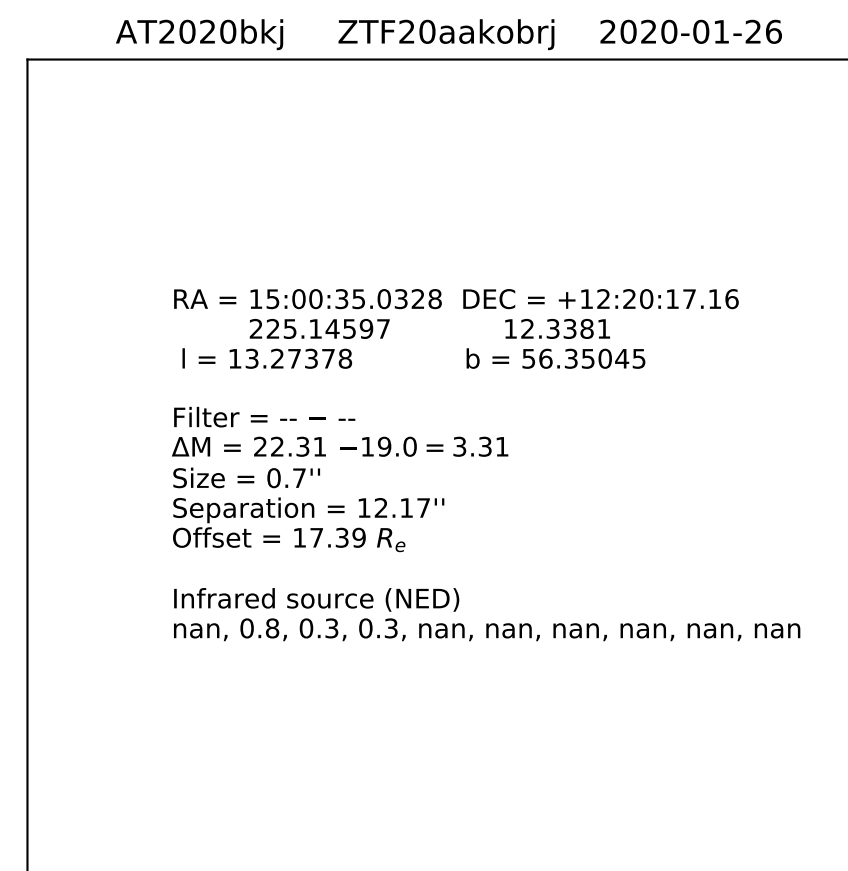 AT2020bkj ZTF20aakobrj 2020-01-26
RA = 15:00:35.0328 DEC = +12:20:17.16
225.14597 12.3381
l = 13.27378 b = 56.35045
Filter = -- − --
ΔM = 22.31 −19.0 = 3.31
Size = 0.7''
Separation = 12.17''
Offset = 17.39 Re
Infrared source (NED)
nan, 0.8, 0.3, 0.3, nan, nan, nan, nan, nan, nan